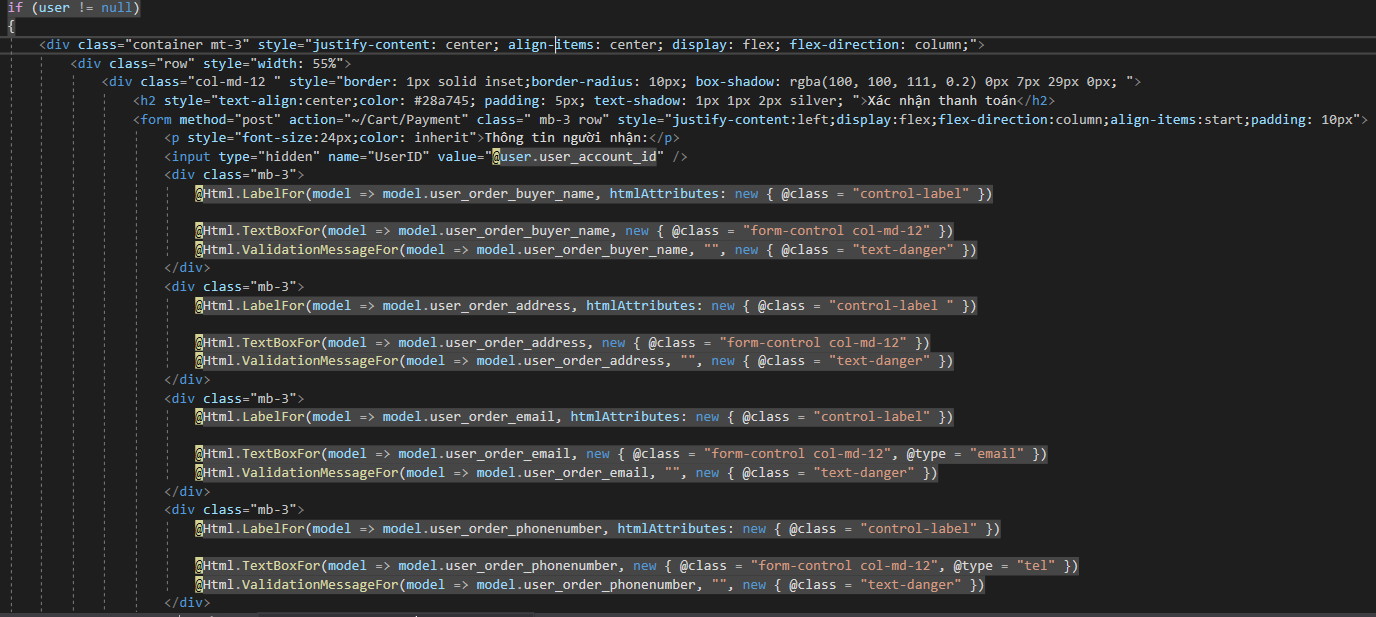 if (user != null)
{
<div class="container mt-3" style="justify-content: center; align-items: center; display: flex; flex-direction: column;">
<div class="row" style="width: 55%">
<div class="col-md-12 " style="border: 1px solid inset;border-radius: 10px; box-shadow: rgba(100, 100, 111, 0.2) 0px 7px 29px 0px; ">
<h2 style="text-align:center;color: #28a745; padding: 5px; text-shadow: 1px 1px 2px silver; ">Xác nhận thanh toán</h2>
<form method="post" action="~/Cart/Payment" class=" mb-3 row" style="justify-content:left;display:flex;flex-direction:column;align-items:start;padding: 10px">
<p style="font-size:24px;color: inherit">Thông tin người nhận:</p>
<input type="hidden" name="UserID" value="@user.user_account_id" />
<div class="mb-3">
@Html.LabelFor(model => model.user_order_buyer_name, htmlAttributes: new { @class = "control-label" })
@Html.TextBoxFor(model => model.user_order_buyer_name, new { @class = "form-control col-md-12" })
@Html.ValidationMessageFor(model => model.user_order_buyer_name, "", new { @class = "text-danger" })
</div>
<div class="mb-3">
@Html.LabelFor(model => model.user_order_address, htmlAttributes: new { @class = "control-label " })
@Html.TextBoxFor(model => model.user_order_address, new { @class = "form-control col-md-12" })
@Html.ValidationMessageFor(model => model.user_order_address, "", new { @class = "text-danger" })
</div>
<div class="mb-3">
@Html.LabelFor(model => model.user_order_email, htmlAttributes: new { @class = "control-label" })
@Html.TextBoxFor(model => model.user_order_email, new { @class = "form-control col-md-12", @type = "email" })
@Html.ValidationMessageFor(model => model.user_order_email, "", new { @class = "text-danger" })
</div>
<div class="mb-3">
@Html.LabelFor(model => model.user_order_phonenumber, htmlAttributes: new { @class = "control-label" })
@Html.TextBoxFor(model => model.user_order_phonenumber, new { @class = "form-control col-md-12", @type = "tel" })
@Html.ValidationMessageFor(model => model.user_order_phonenumber, "", new { @class = "text-danger" })
</div>